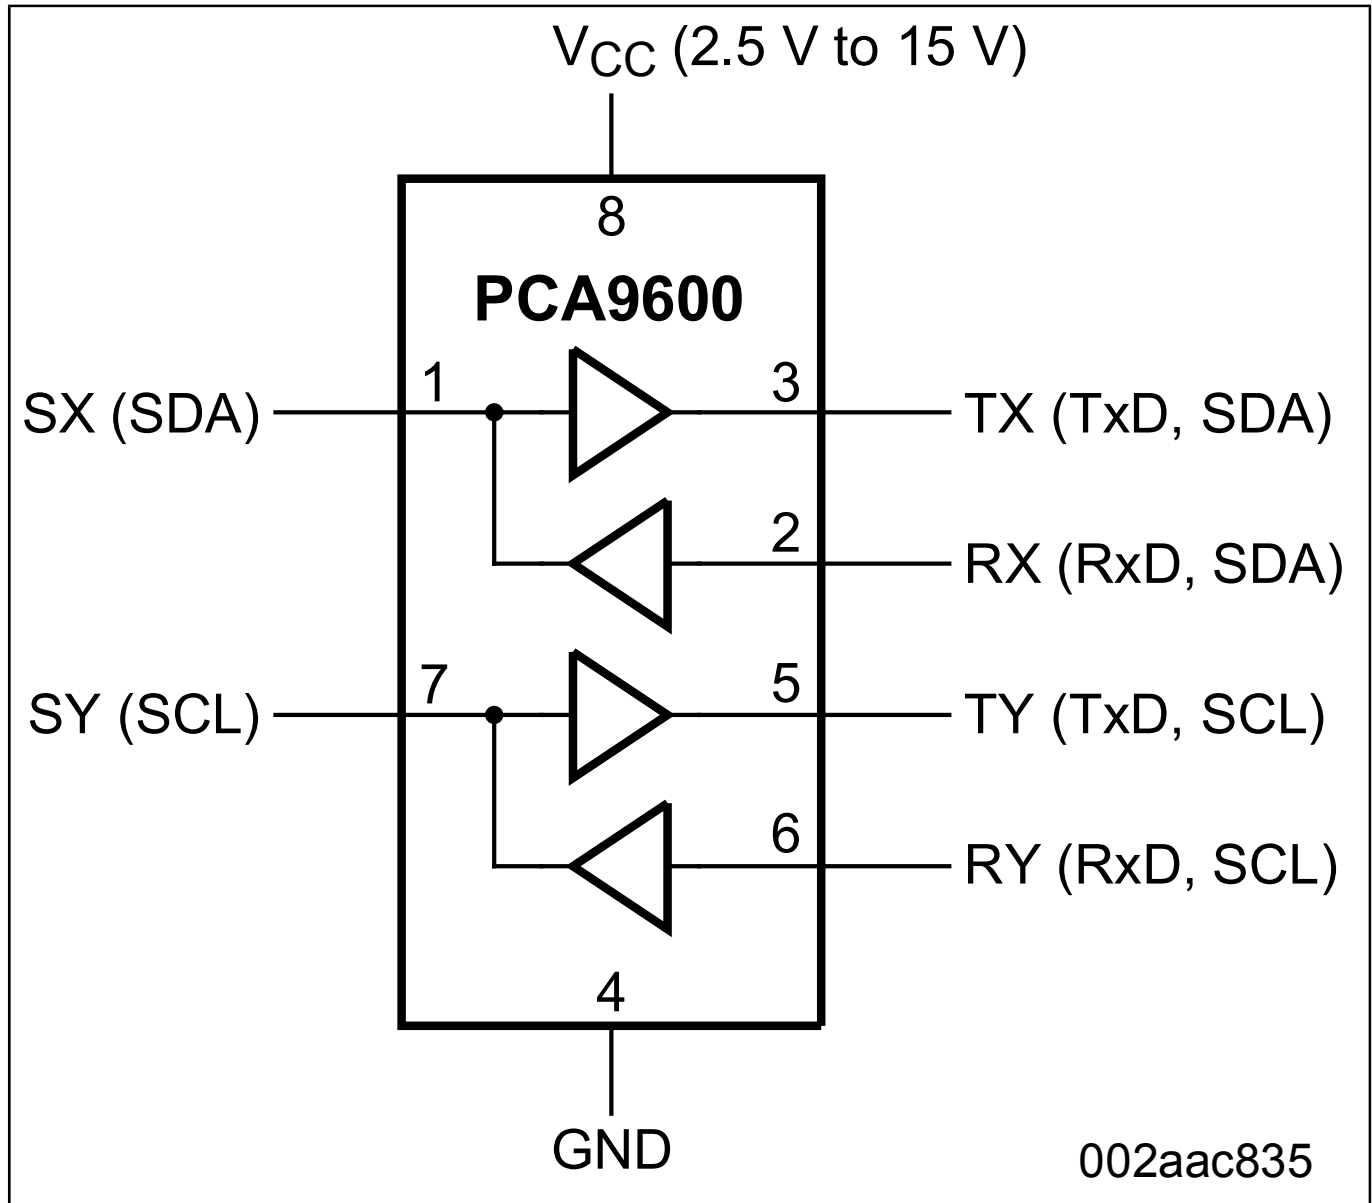 VCC (2.5 V to 15 V)
8
PCA9600
SX (SDA)
1
3
TX (TxD, SDA)
2
RX (RxD, SDA)
SY (SCL)
7
5
TY (TxD, SCL)
6
RY (RxD, SCL)
4
GND
002aac835